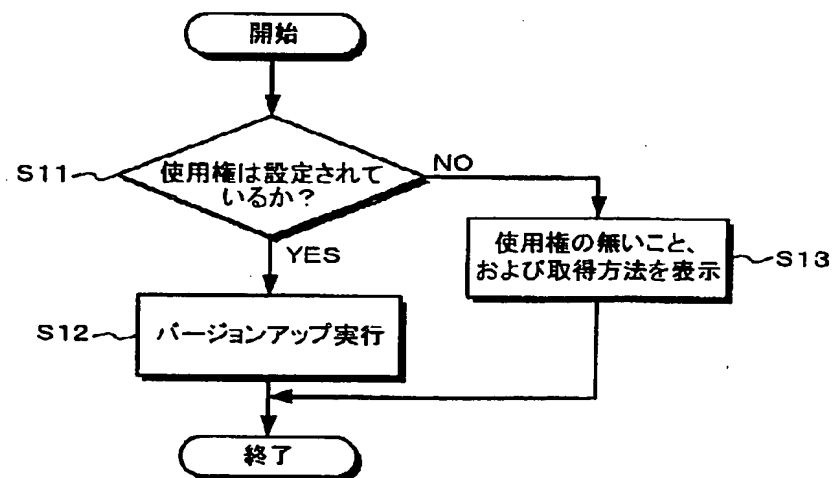 開始
S11
使用権は設定されて
いるか？
NO
YES
使用権の無いこと、
および取得方法を表示
S13
S12
バージョンアップ実行
終了